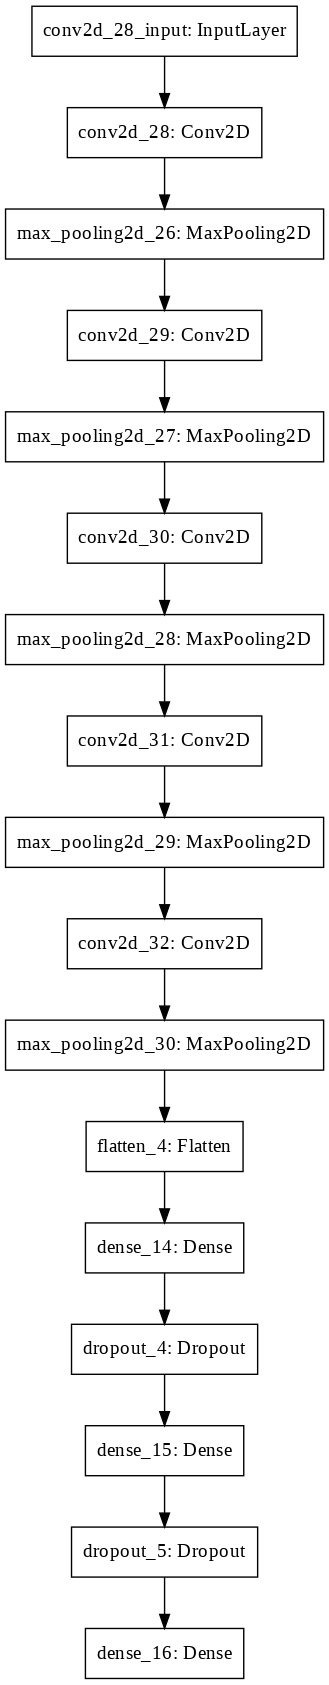 conv2d_28_input: InputLayer
conv2d_28: Conv2D
max_pooling2d_26: MaxPooling2D
conv2d_29: Conv2D
max_pooling2d_27: MaxPooling2D
conv2d_30: Conv2D
max_pooling2d_28: MaxPooling2D
conv2d_31: Conv2D
max_pooling2d_29: MaxPooling2D
conv2d_32: Conv2D
max_pooling2d_30: MaxPooling2D
flatten_4: Flatten
dense_14: Dense
dropout_4: Dropout
dense_15: Dense
dropout_5: Dropout
dense_16: Dense